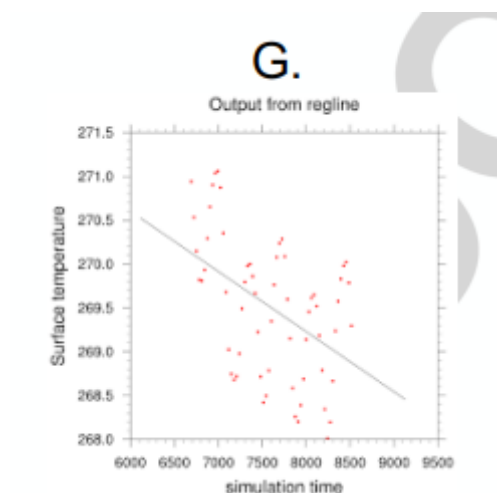 G.
Output from regline
271.5
271.0
270.5
270.0
269.5
269.0
268.5
268.0
Surface temperature
6000 6500 7000 7500 8000 8500 9000 9500
simulation time